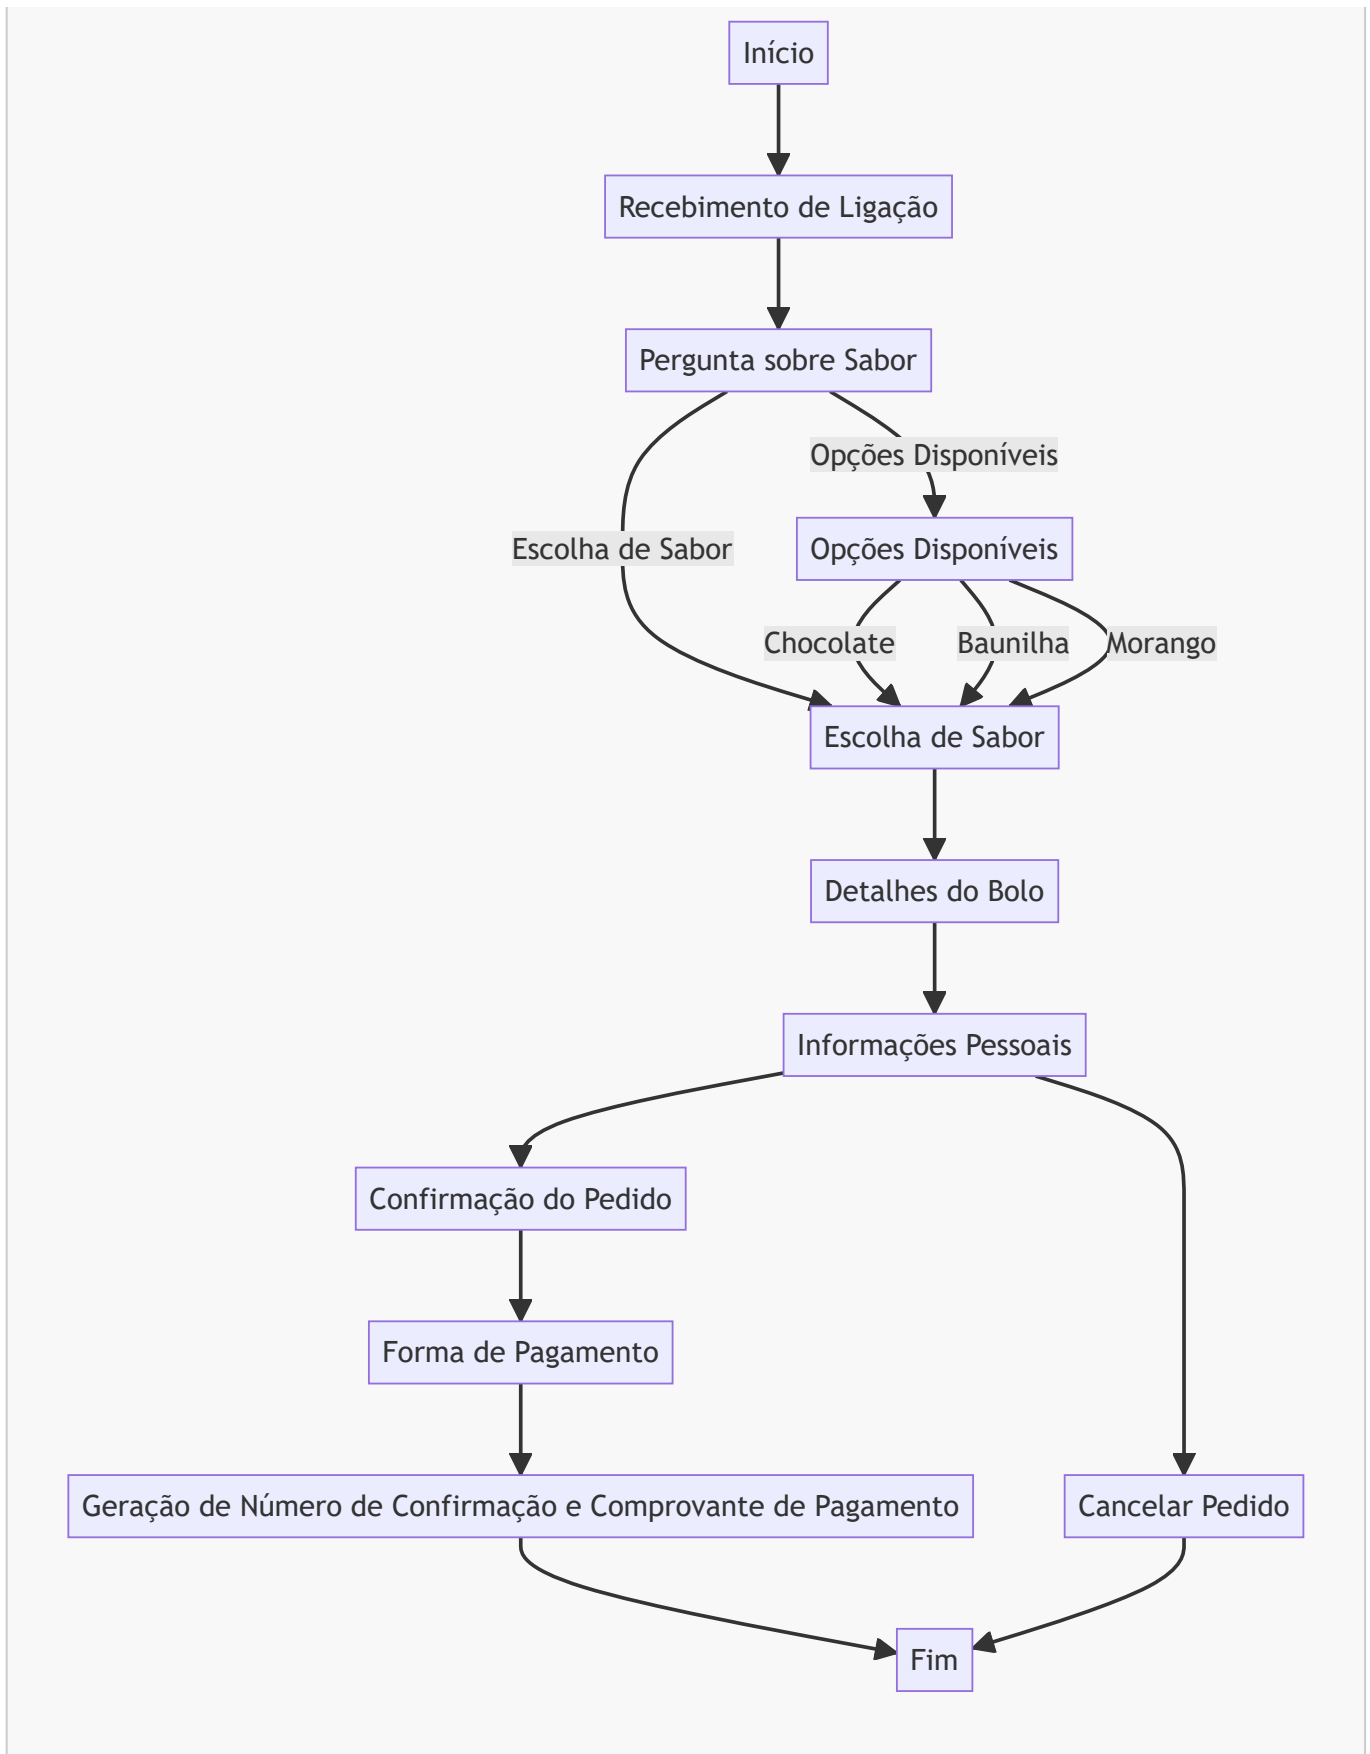 Início
Recebimento de Ligação
Pergunta sobre Sabor
Opções Disponíveis
Escolha de Sabor
Opções Disponíveis
Chocolate
Baunilha
Morango
Escolha de Sabor
Detalhes do Bolo
Informações Pessoais
Confirmação do Pedido
Forma de Pagamento
Geração de Número de Confirmação e Comprovante de Pagamento
Cancelar Pedido
Fim